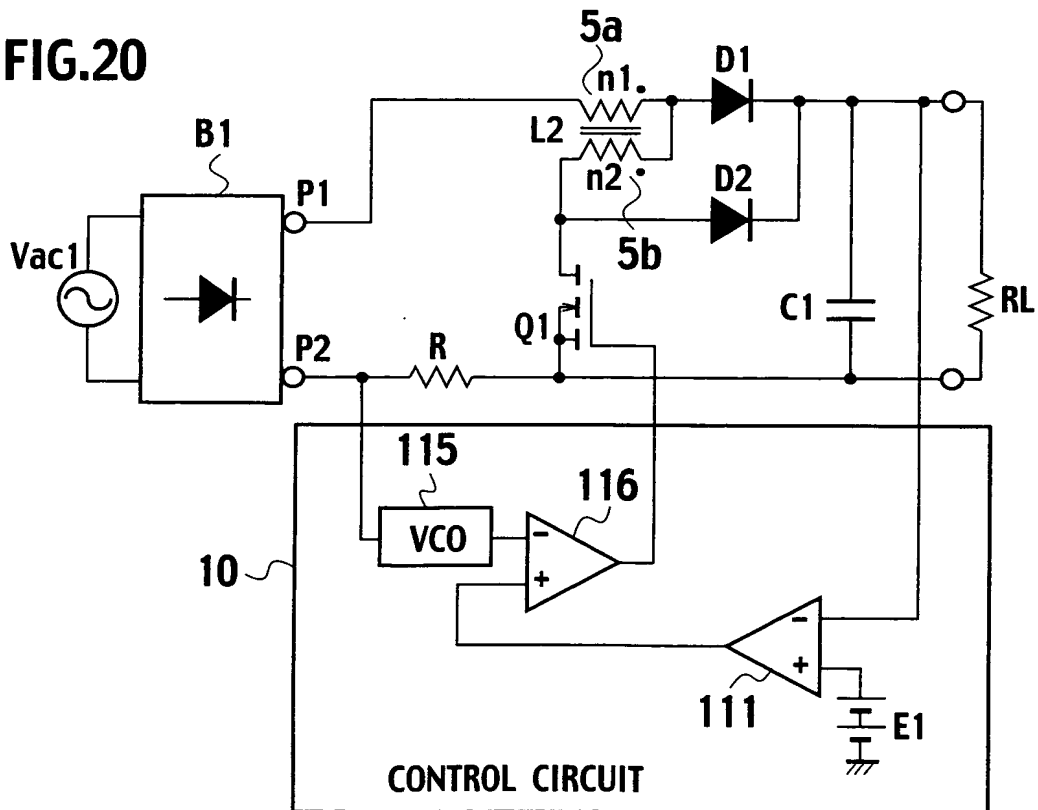 FIG.20
5a
n1.
D1
B1
L2
P1
n2.
D2
Vac1
5b
Q1
C1
RL
P2
R
115
116
VCO
−
+
10
−
+
111
E1
CONTROL CIRCUIT